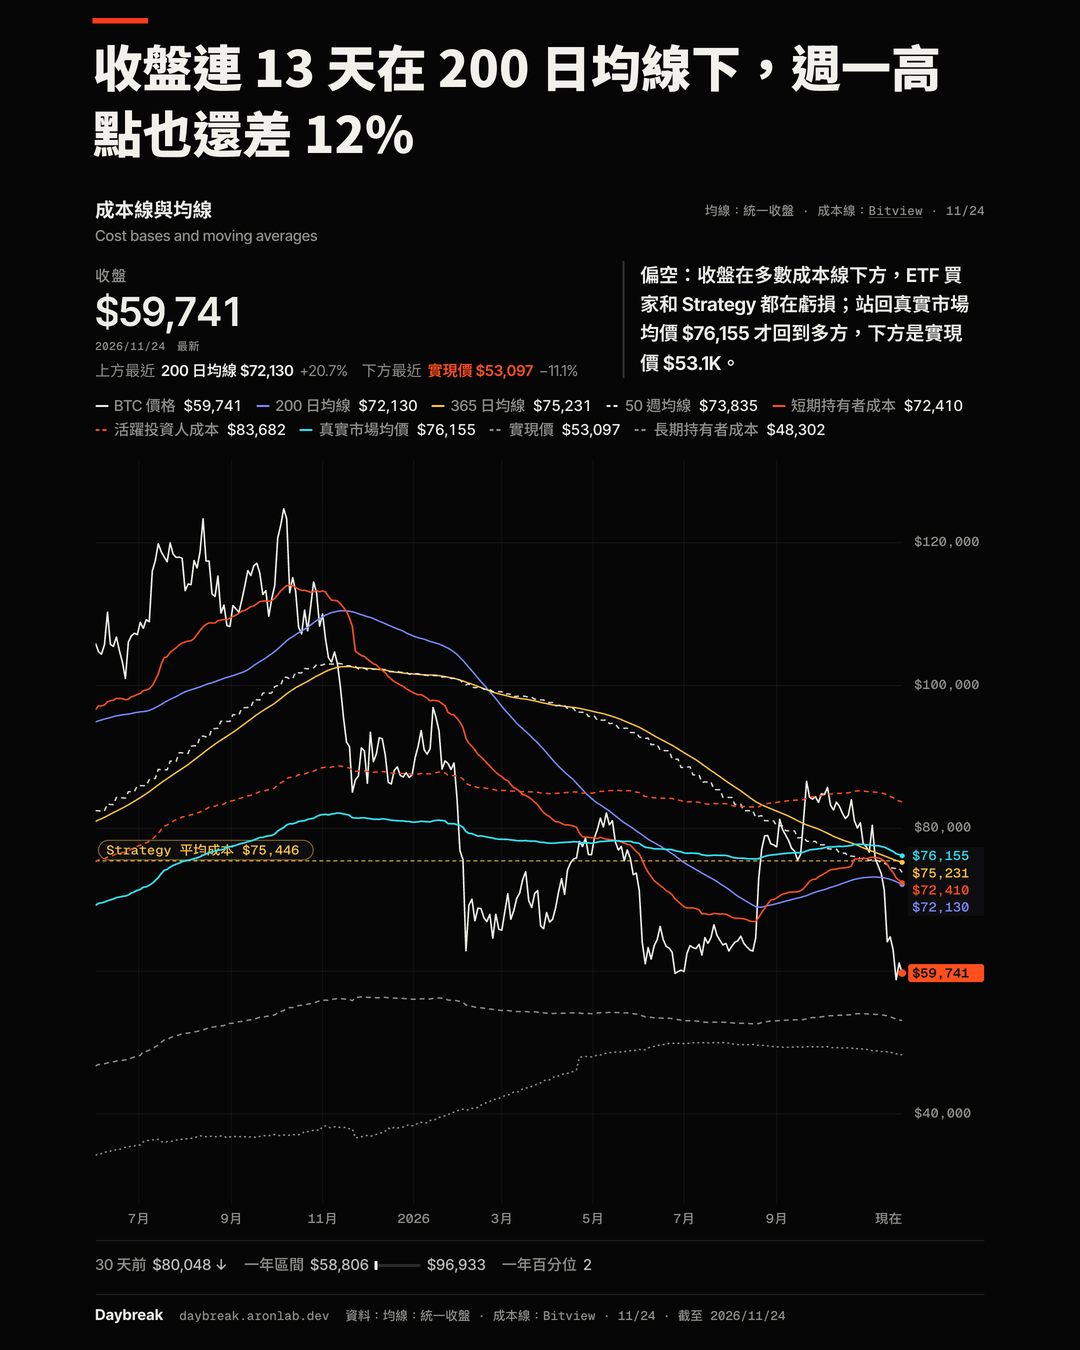 收盤連 13 天在 200 日均線下，週一高
點也還差 12%
成本線與均線
Cost bases and moving averages
均線：統一收盤 · 成本線：Bitview · 11/24
收盤
$59,741
2026/11/24 最新
上方最近 200 日均線 $72,130 +20.7% 下方最近 實現價 $53,097 −11.1%
偏空：收盤在多數成本線下方，ETF 買
家和 Strategy 都在虧損；站回真實市場
均價 $76,155 才回到多方，下方是實現
價 $53.1K。
BTC 價格 $59,741 200 日均線 $72,130 365 日均線 $75,231 50 週均線 $73,835 短期持有者成本 $72,410
活躍投資人成本 $83,682 真實市場均價 $76,155 實現價 $53,097 長期持有者成本 $48,302
$120,000
$100,000
$80,000
Strategy 平均成本 $75,446
$76,155
$75,231
$72,410
$72,130
$59,741
$40,000
7月 9月 11月 2026 3月 5月 7月 9月 現在
30 天前 $80,048 ↓ 一年區間 $58,806 $96,933 一年百分位 2
Daybreak daybreak.aronlab.dev 資料：均線：統一收盤 · 成本線：Bitview · 11/24 · 截至 2026/11/24